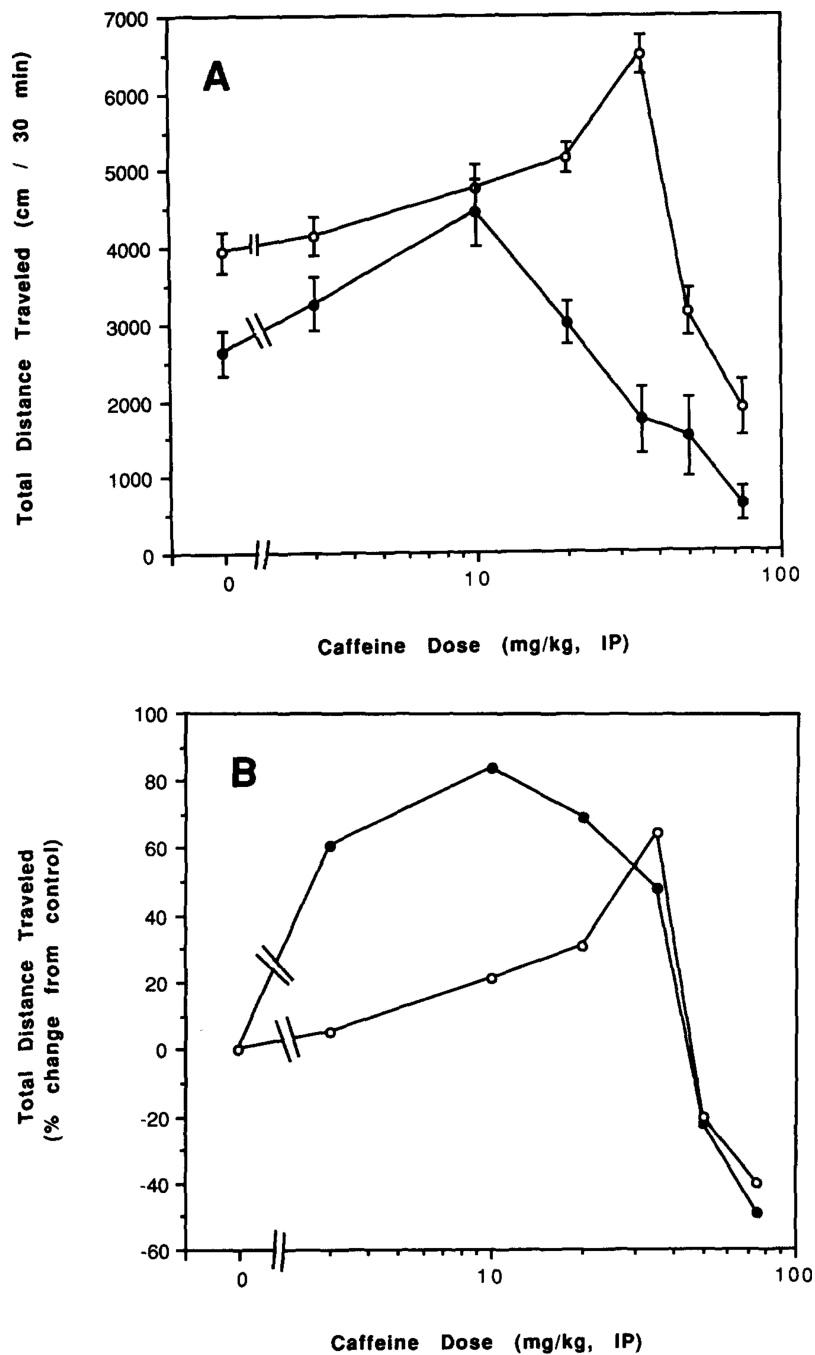 A
7000
6000
5000
4000
3000
2000
1000
0
Total Distance Traveled (cm / 30 min)
0 10 100
Caffeine Dose (mg/kg, IP)
B
100
80
60
40
20
0
-20
-40
-60
Total Distance Traveled
(% change from control)
0 10 100
Caffeine Dose (mg/kg, IP)